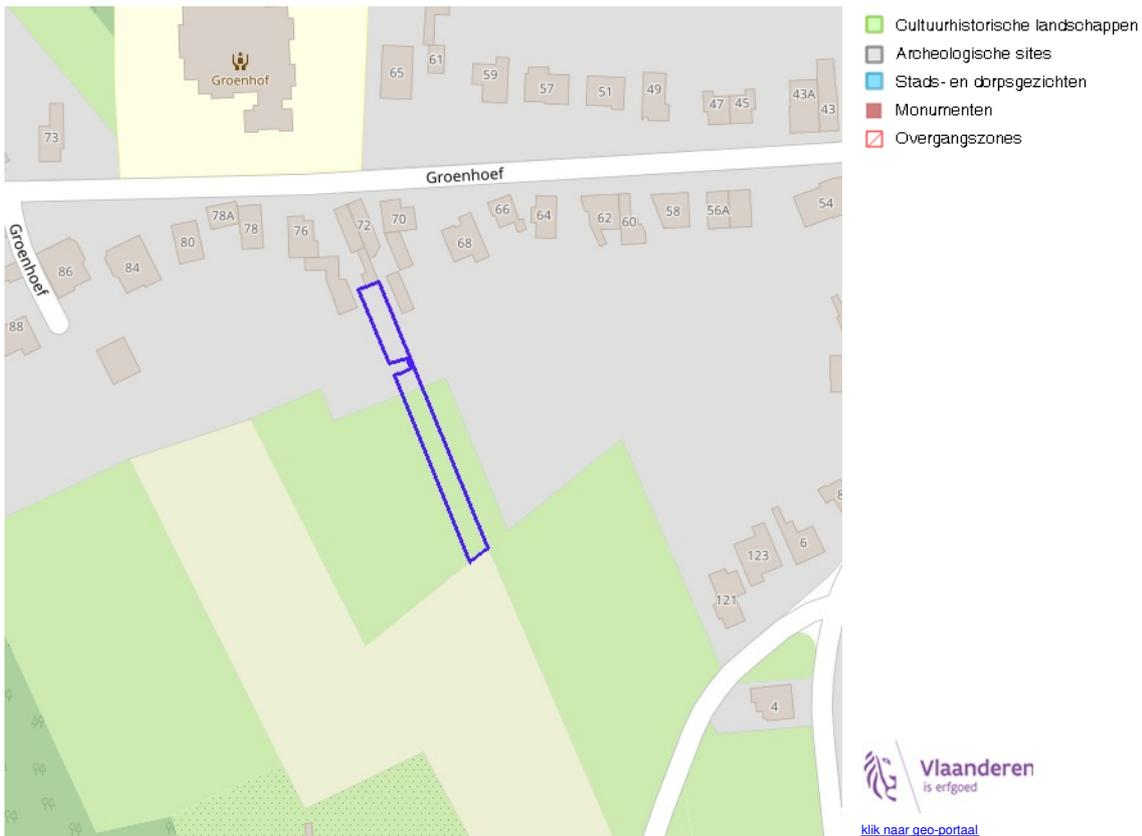 Groenhof
73
65
61
59
57
51
49
47
45
43A
43
Groenhoef
Groenhoef
86
84
80
78A
78
76
72
70
68
66
64
62
60
58
56A
54
88
121
123
6
4
Cultuurhistorische landschappen
Archeologische sites
Stads- en dorpsgezichten
Monumenten
Overgangszones
Vlaanderen
is erfgoed
klik naar geo-portaal